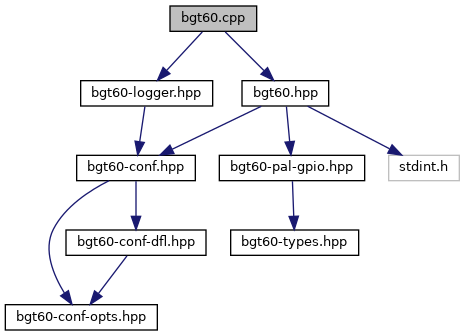 bgt60.cpp
bgt60-logger.hpp
bgt60.hpp
bgt60-conf.hpp
bgt60-pal-gpio.hpp
stdint.h
bgt60-conf-dfl.hpp
bgt60-types.hpp
bgt60-conf-opts.hpp